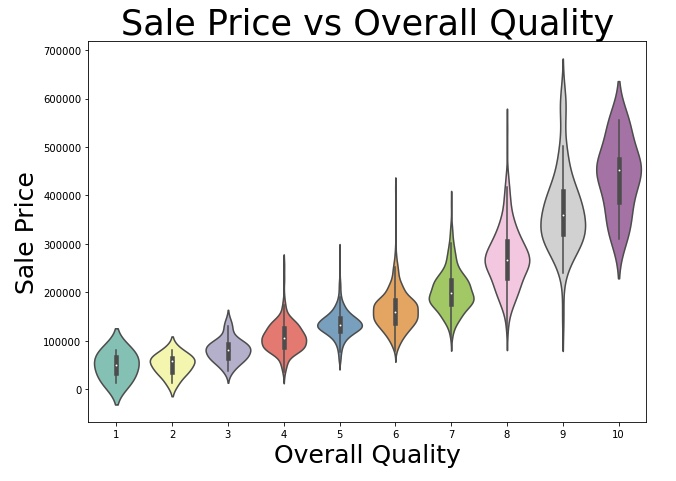 Sale Price vs Overall Quality
700000
600000
500000
400000
300000
200000
100000
0
Sale Price
1 2 3 4 5 6 7 8 9 10
Overall Quality